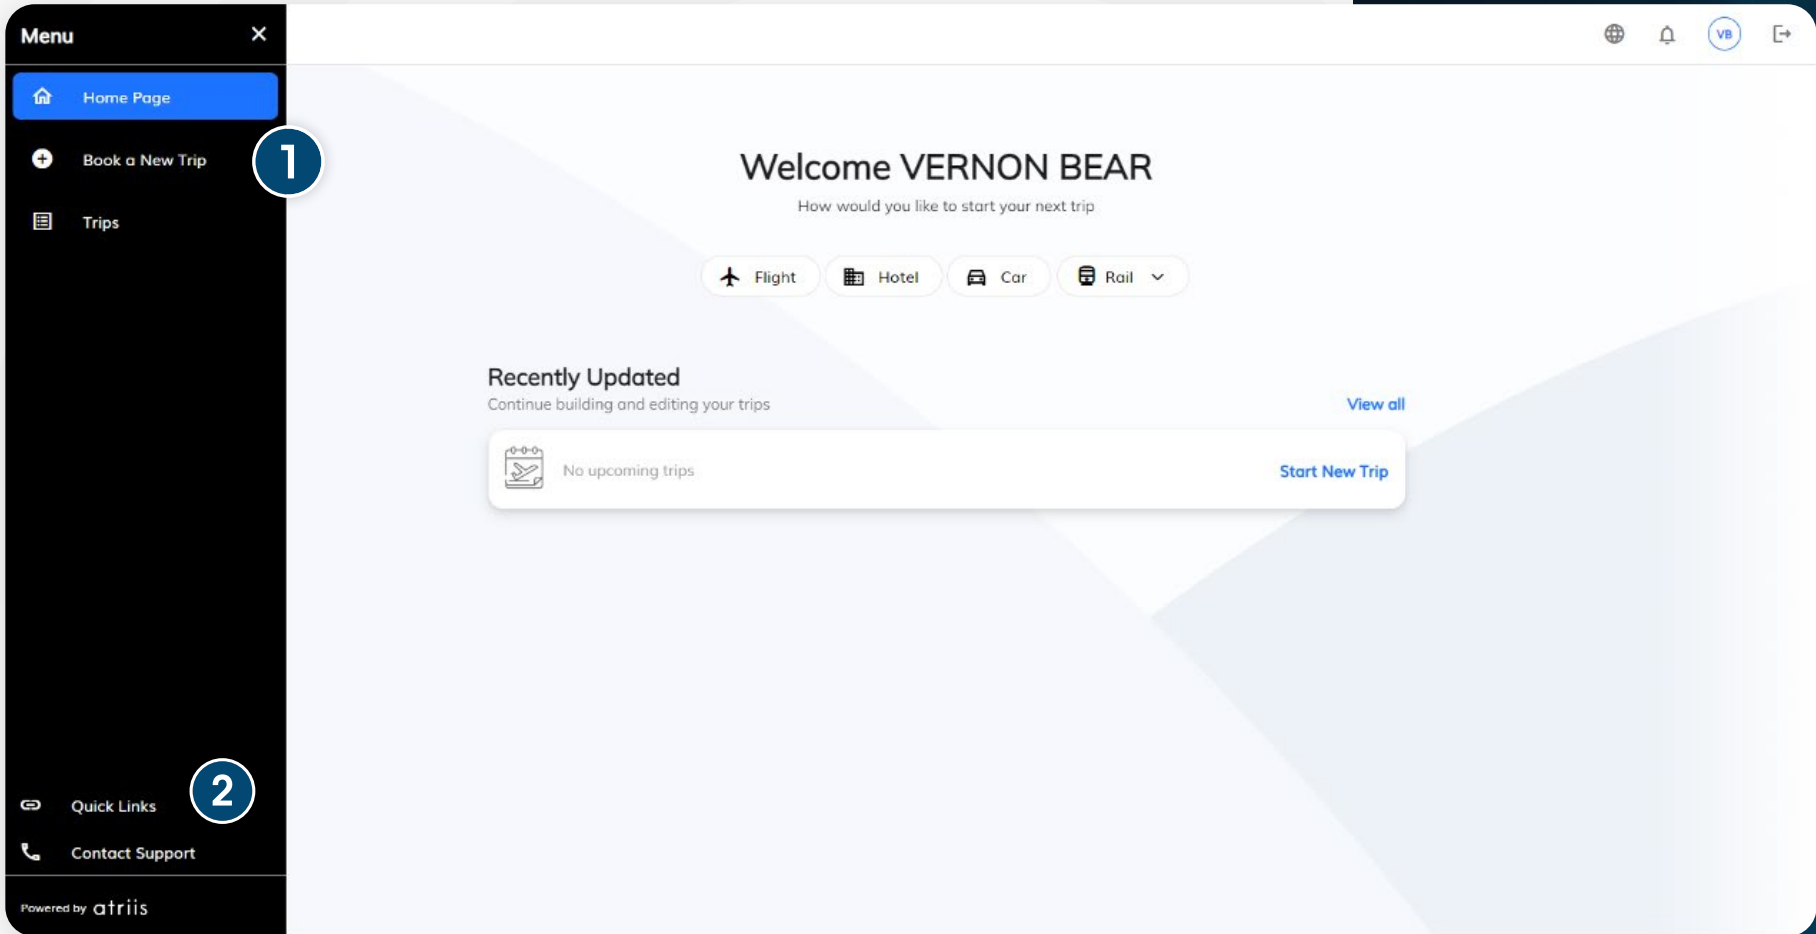 Menu
Home Page
Book a New Trip
1
Trips
2
Quick Links
Contact Support
Powered by atriis
VB
Welcome VERNON BEAR
How would you like to start your next trip
Flight Hotel Car Rail
Recently Updated
Continue building and editing your trips
View all
No upcoming trips
Start New Trip